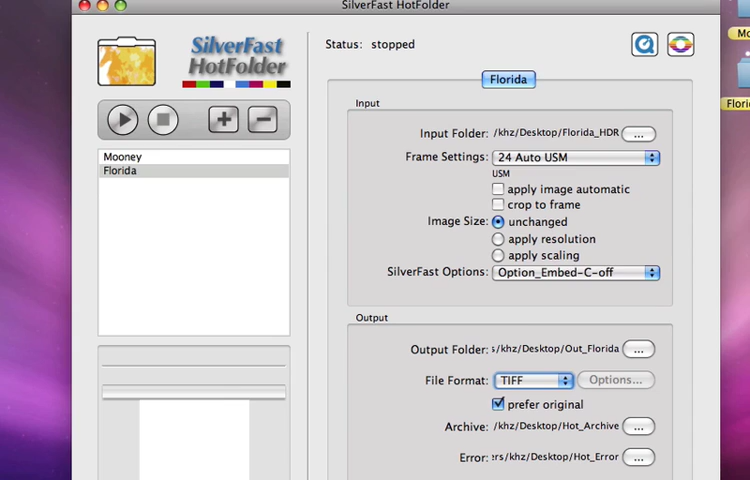 SilverFast HotFolder
SilverFast
HotFolder
Status: stopped
Florida
Input
Input Folder: /khz/Desktop/Florida_HDR ...
Mooney
Florida
Frame Settings: 24 Auto USM
USM
apply image automatic
crop to frame
Image Size: unchanged
apply resolution
apply scaling
SilverFast Options: Option_Embed-C-off
Output
Output Folder: s/khz/Desktop/Out_Florida ...
File Format: TIFF Options...
prefer original
Archive: /khz/Desktop/Hot_Archive ...
Error: ers/khz/Desktop/Hot_Error ...
Mo
Flori